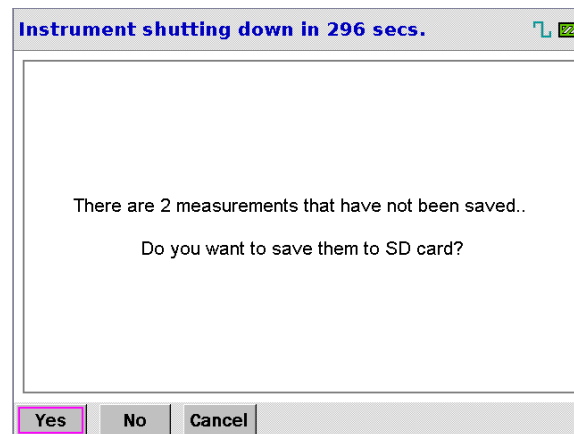 Instrument shutting down in 296 secs.
There are 2 measurements that have not been saved..
Do you want to save them to SD card?
Yes No Cancel